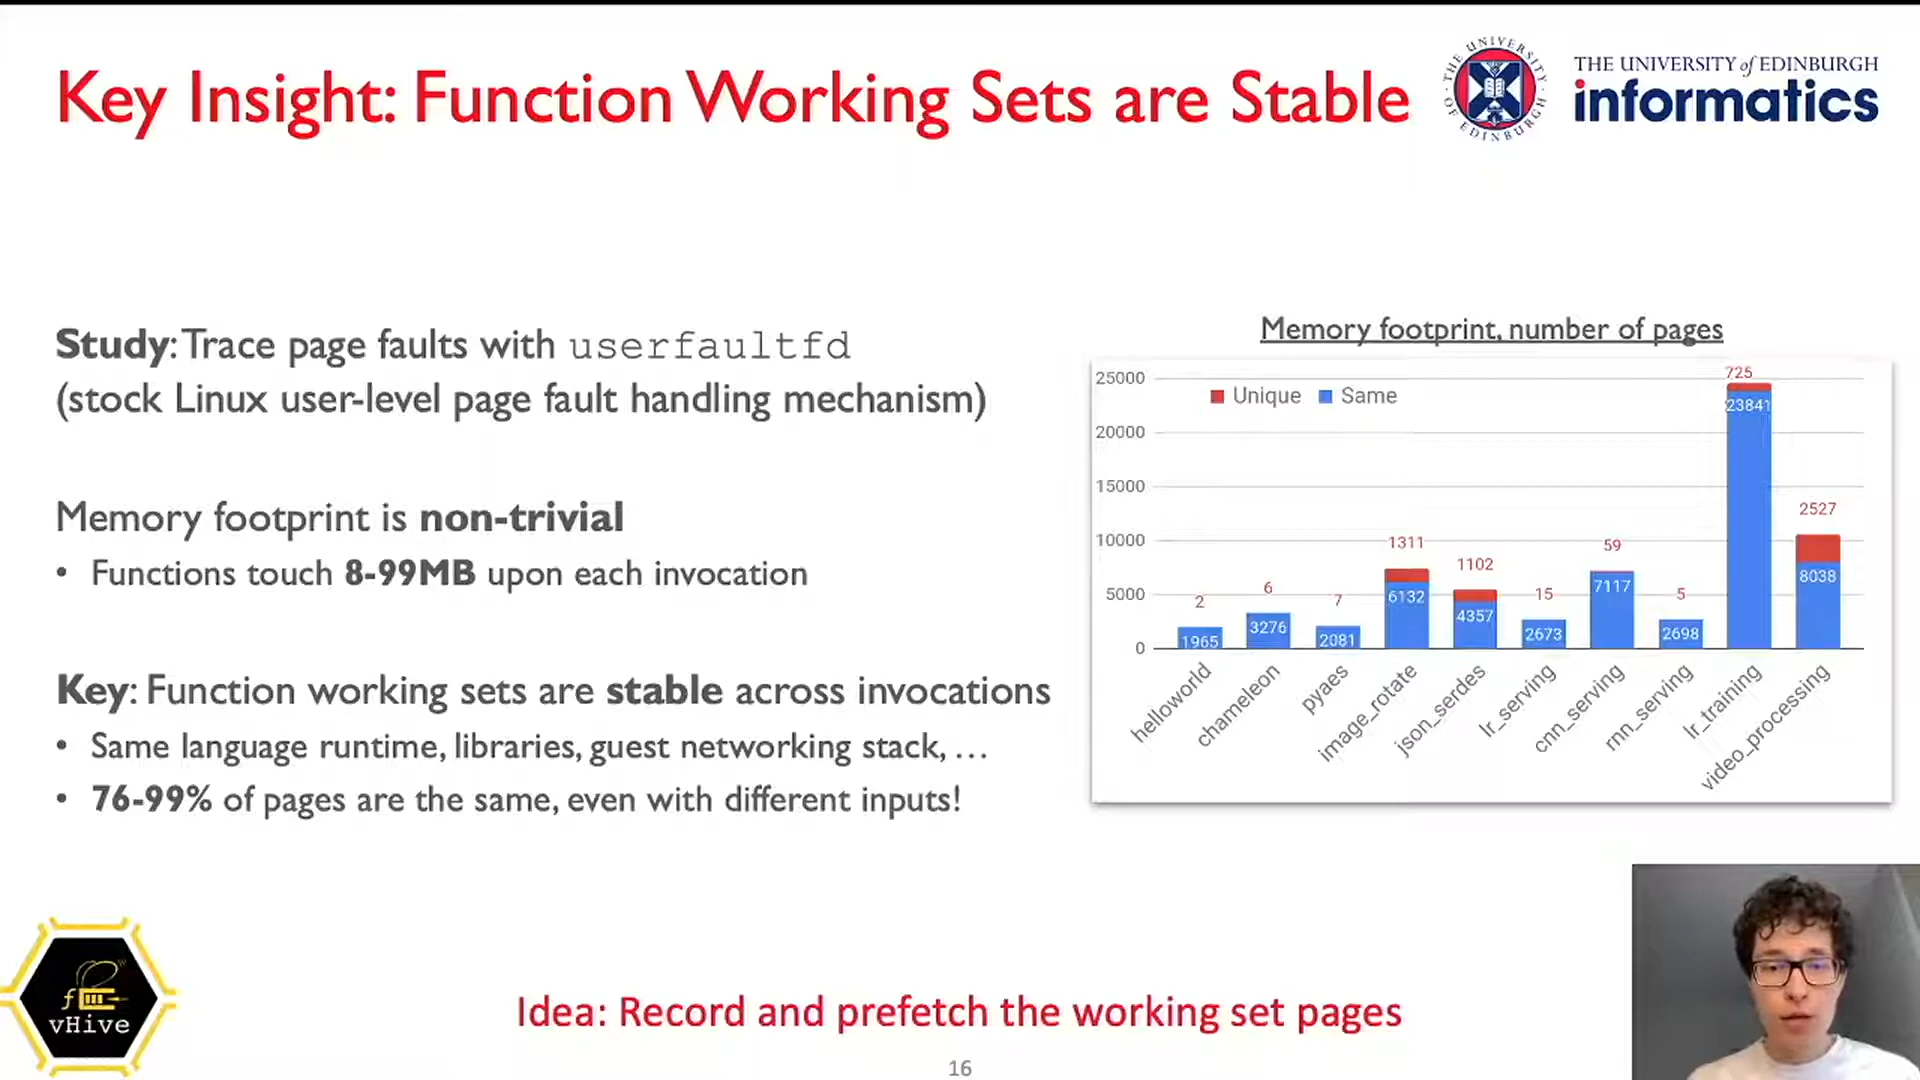 Key Insight: Function Working Sets are Stable
THE UNIVERSITY of EDINBURGH
informatics
THE UNIVERSITY OF EDINBURGH
Study: Trace page faults with userfaultfd
(stock Linux user-level page fault handling mechanism)
Memory footprint is non-trivial
• Functions touch 8-99MB upon each invocation
Key: Function working sets are stable across invocations
• Same language runtime, libraries, guest networking stack, …
• 76-99% of pages are the same, even with different inputs!
Memory footprint, number of pages
Unique Same
25000
20000
15000
10000
5000
0
2 6 7 1311 1102 15 59 5 725 2527
1965 3276 2081 6132 4357 2673 7117 2698 23841 8038
helloworld
chameleon
pyaes
image_rotate
json_serdes
lr_serving
cnn_serving
rnn_serving
lr_training
video_processing
vHive
Idea: Record and prefetch the working set pages
16